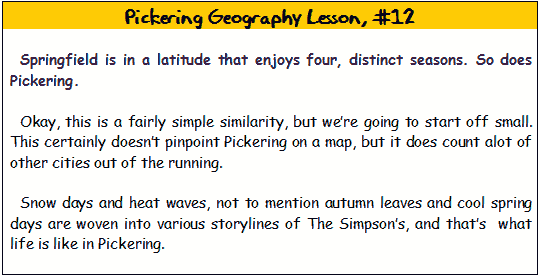 Pickering Geography Lesson, #12
Springfield is in a latitude that enjoys four, distinct seasons. So does
Pickering.
Okay, this is a fairly simple similarity, but we're going to start off small.
This certainly doesn't pinpoint Pickering on a map, but it does count alot of
other cities out of the running.
Snow days and heat waves, not to mention autumn leaves and cool spring
days are woven into various storylines of The Simpson's, and that's what
life is like in Pickering.